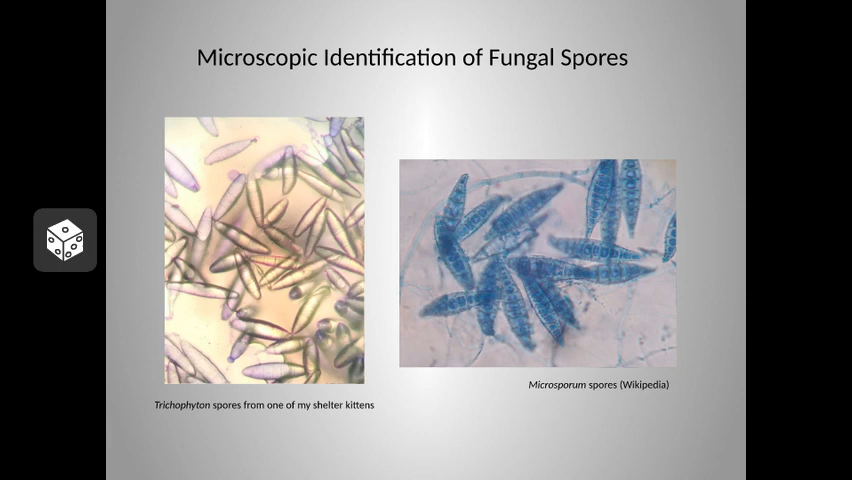 Microscopic Identification of Fungal Spores
Microsporum spores (Wikipedia)
Trichophyton spores from one of my shelter kittens